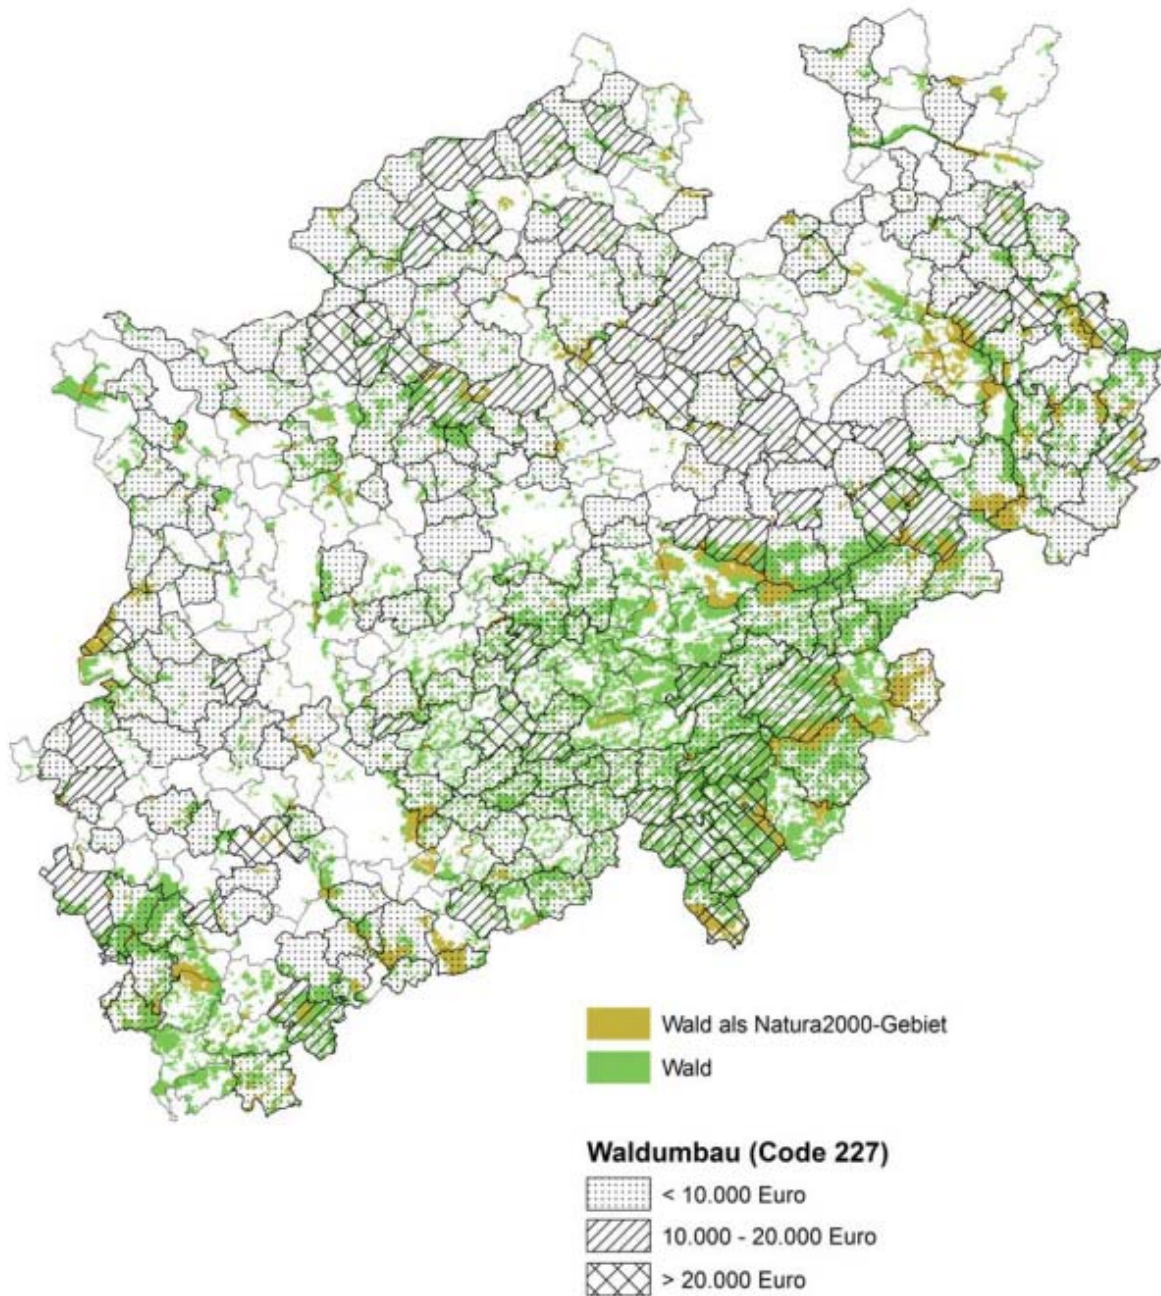 Wald als Natura2000-Gebiet
Wald
Waldumbau (Code 227)
< 10.000 Euro
10.000 - 20.000 Euro
> 20.000 Euro